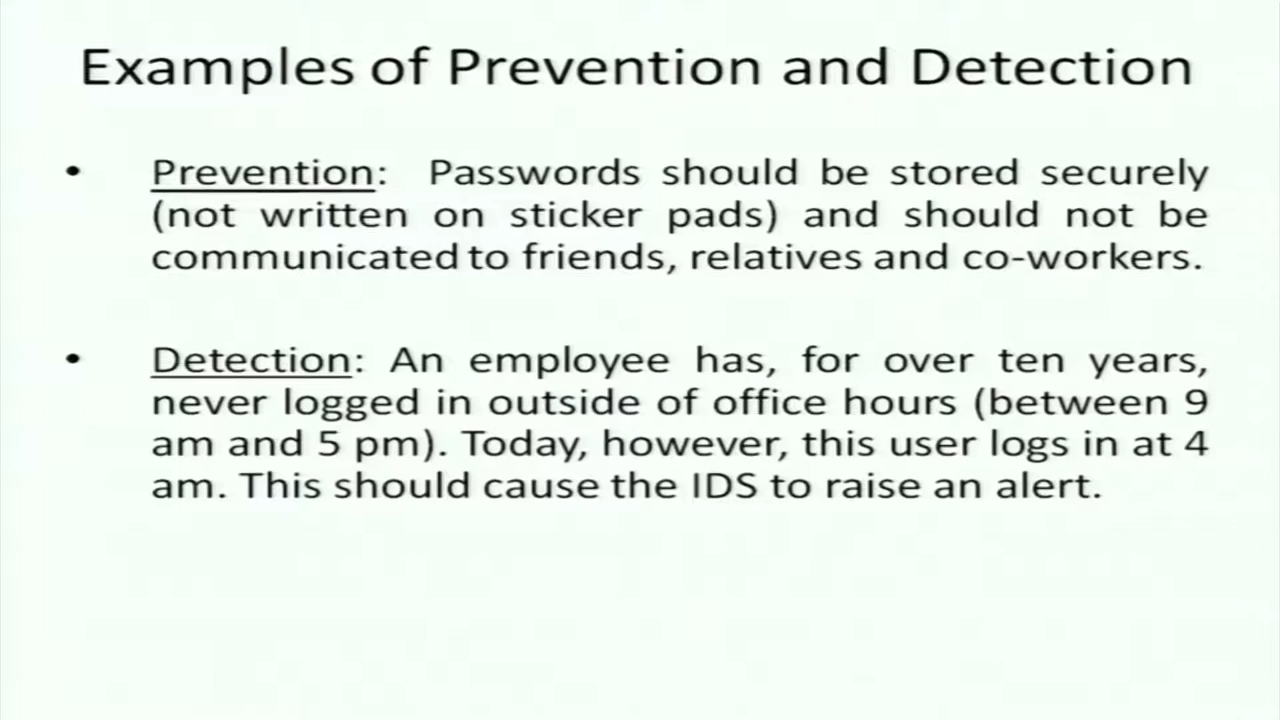 Examples of Prevention and Detection
• Prevention: Passwords should be stored securely
(not written on sticker pads) and should not be
communicated to friends, relatives and co-workers.
• Detection: An employee has, for over ten years,
never logged in outside of office hours (between 9
am and 5 pm). Today, however, this user logs in at 4
am. This should cause the IDS to raise an alert.